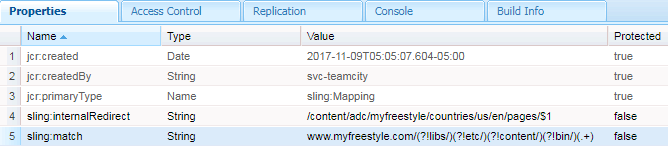 Properties Access Control Replication Console Build Info
Name Type Value Protected
1 jcr:created Date 2017-11-09T05:05:07.604-05:00 true
2 jcr:createdBy String svc-teamcity true
3 jcr:primaryType Name sling:Mapping true
4 sling:internalRedirect String /content/adc/myfreestyle/countries/us/en/pages/$1 false
5 sling:match String www.myfreestyle.com/(?!libs/)(?!etc/)(?!content/)(?!bin/)(.+) false